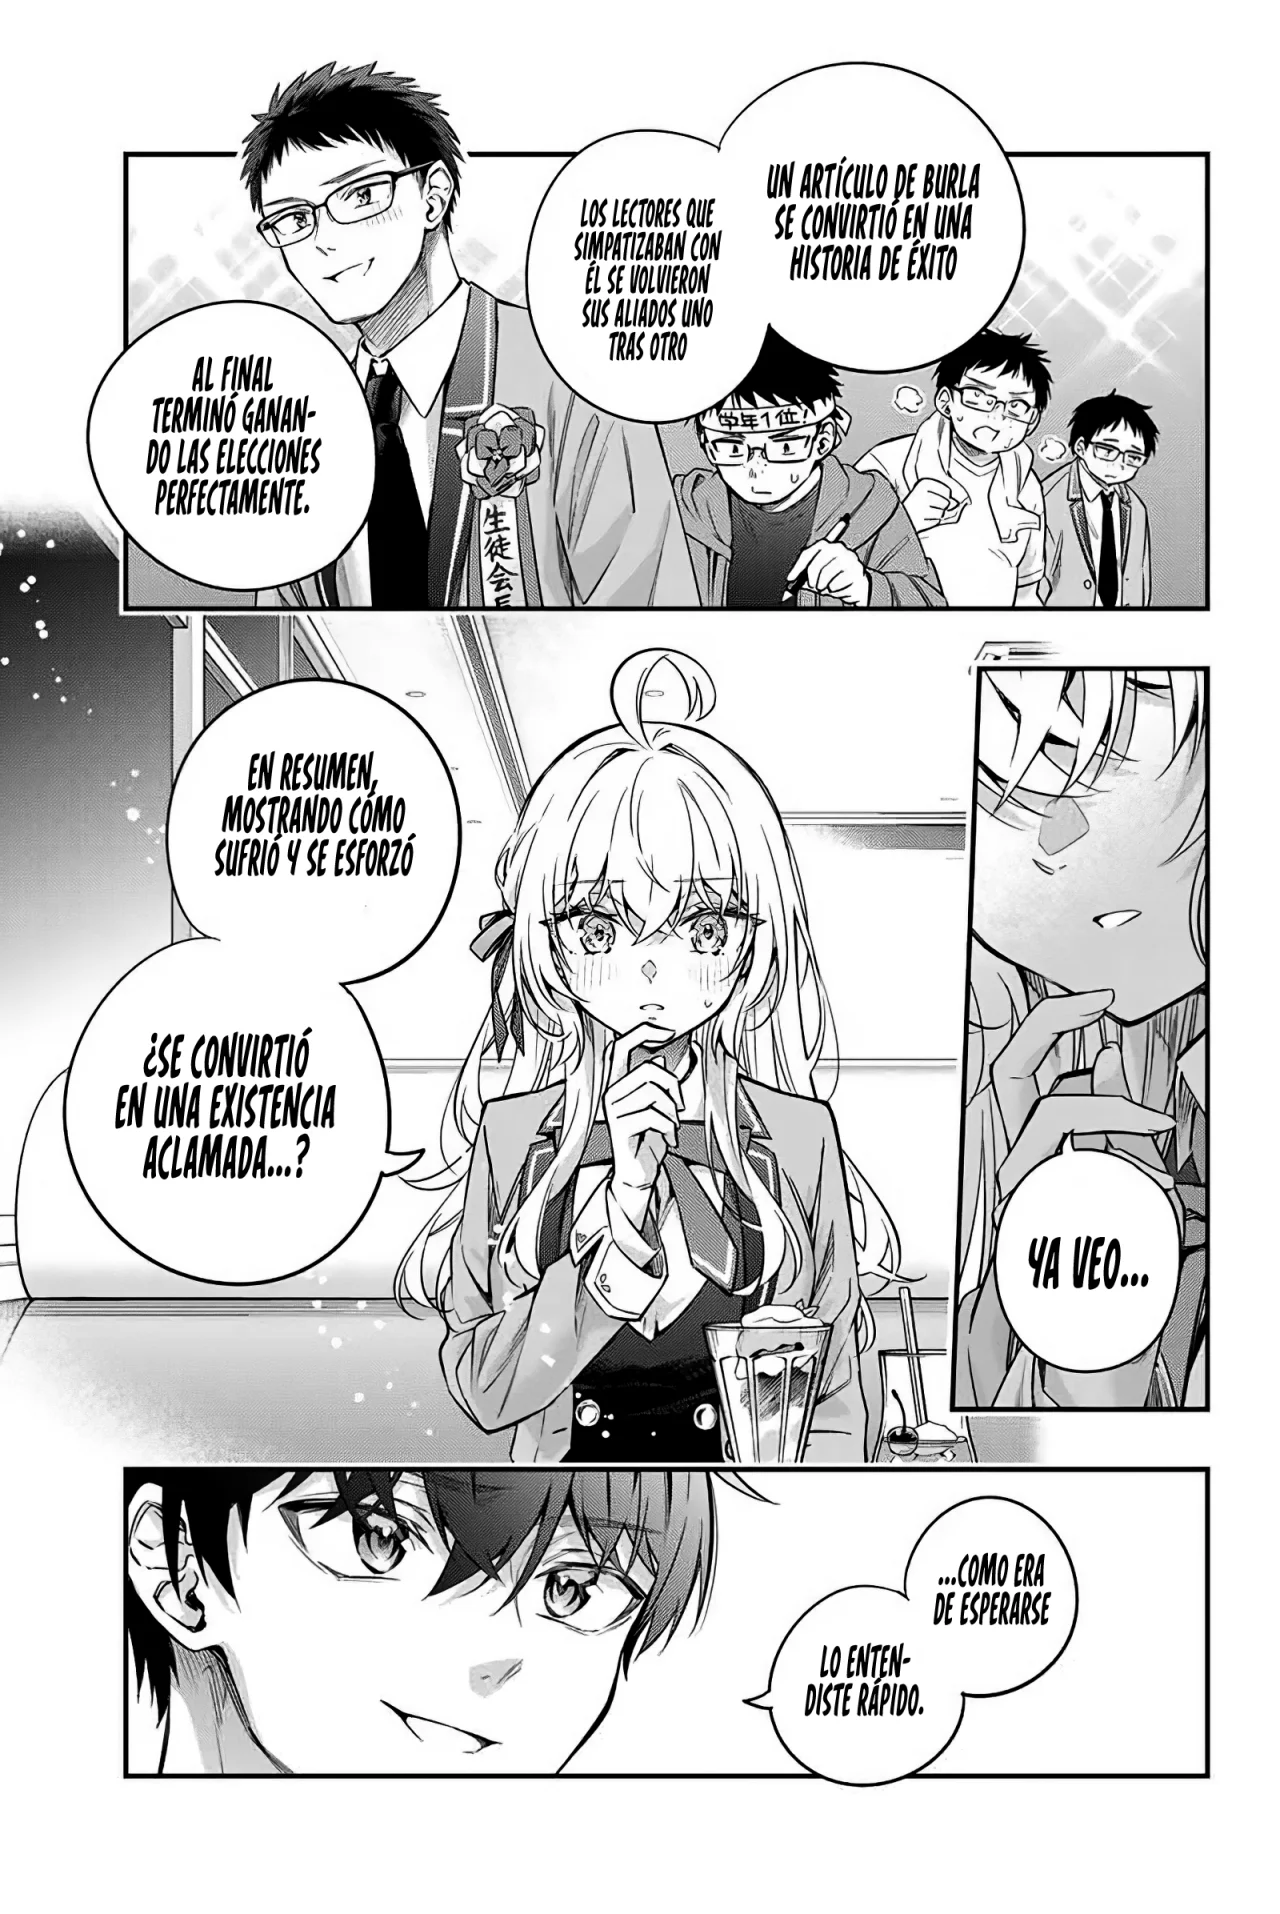 UN ARTÍCULO DE BURLA
SE CONVIRTIÓ EN UNA
HISTORIA DE ÉXITO
LOS LECTORES QUE
SIMPATIZABAN CON
ÉL SE VOLVIERON
SUS ALIADOS UNO
TRAS OTRO
学年1位!
AL FINAL
TERMINÓ GANAN-
DO LAS ELECCIONES
PERFECTAMENTE.
生徒会長
YA VEO...
EN RESUMEN,
MOSTRANDO CÓMO
SUFRIÓ Y SE ESFORZÓ
¿SE CONVIRTIÓ
EN UNA EXISTENCIA
ACLAMADA...?
...COMO ERA
DE ESPERARSE
LO ENTEN-
DISTE RÁPIDO.